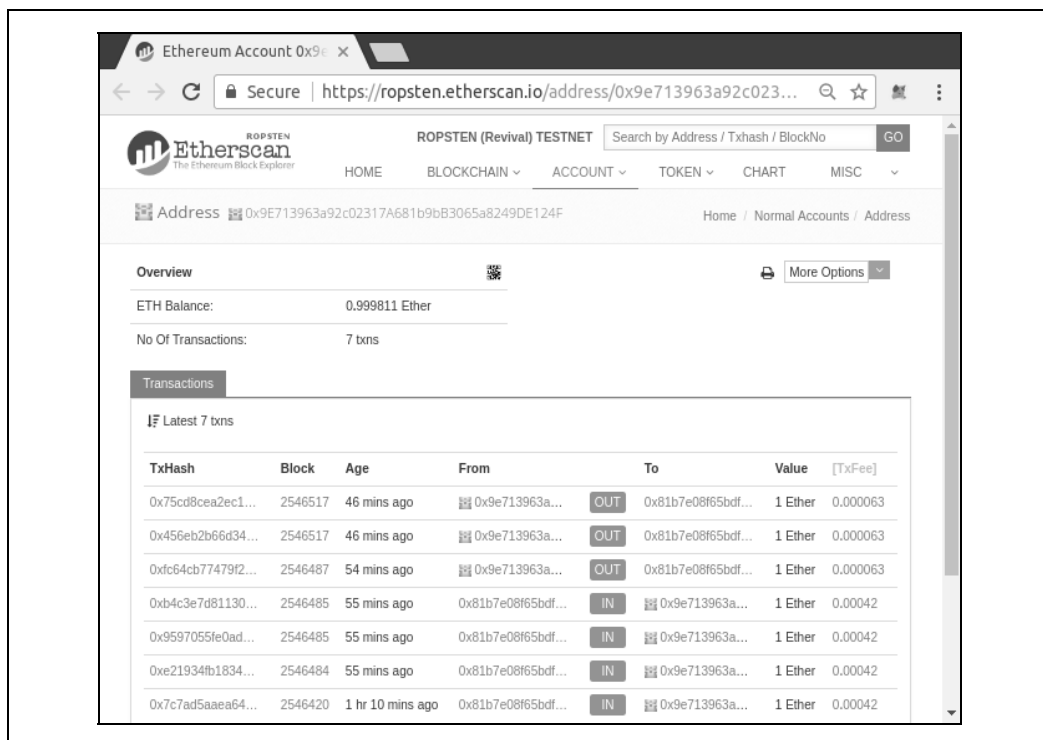 Ethereum Account 0x9e
Secure | https://ropsten.etherscan.io/address/0x9e713963a92c023...
ROPSTEN
Etherscan
The Ethereum Block Explorer
ROPSTEN (Revival) TESTNET Search by Address / Txhash / BlockNo GO
HOME BLOCKCHAIN ACCOUNT TOKEN CHART MISC
Address 0x9E713963a92c02317A681b9bB3065a8249DE124F Home / Normal Accounts / Address
Overview More Options
ETH Balance: 0.999811 Ether
No Of Transactions: 7 txns
Transactions
Latest 7 txns
TxHash Block Age From To Value [TxFee]
0x75cd8cea2ec1... 2546517 46 mins ago 0x9e713963a... OUT 0x81b7e08f65bdf... 1 Ether 0.000063
0x456eb2b66d34... 2546517 46 mins ago 0x9e713963a... OUT 0x81b7e08f65bdf... 1 Ether 0.000063
0xfc64cb77479f2... 2546487 54 mins ago 0x9e713963a... OUT 0x81b7e08f65bdf... 1 Ether 0.000063
0xb4c3e7d81130... 2546485 55 mins ago 0x81b7e08f65bdf... IN 0x9e713963a... 1 Ether 0.00042
0x9597055fe0ad... 2546485 55 mins ago 0x81b7e08f65bdf... IN 0x9e713963a... 1 Ether 0.00042
0xe21934fb1834... 2546484 55 mins ago 0x81b7e08f65bdf... IN 0x9e713963a... 1 Ether 0.00042
0x7c7ad5aaea64... 2546420 1 hr 10 mins ago 0x81b7e08f65bdf... IN 0x9e713963a... 1 Ether 0.00042